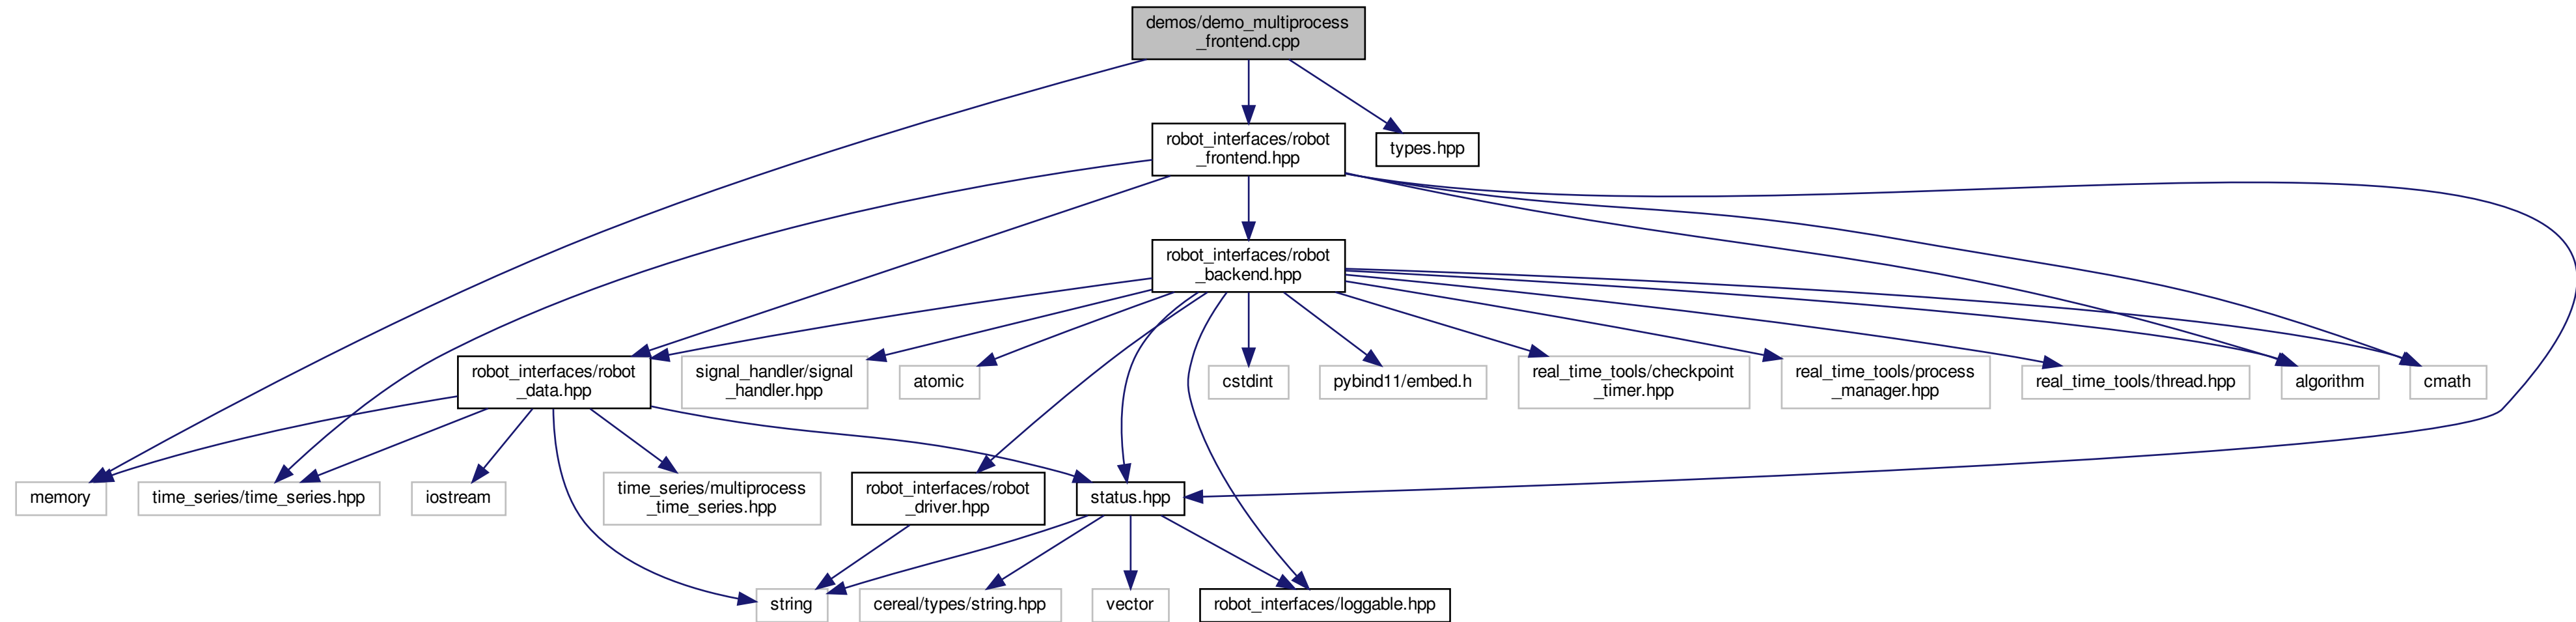 demos/demo_multiprocess
_frontend.cpp
robot_interfaces/robot
_frontend.hpp
types.hpp
robot_interfaces/robot
_backend.hpp
robot_interfaces/robot
_data.hpp
signal_handler/signal
_handler.hpp
atomic
cstdint
pybind11/embed.h
real_time_tools/checkpoint
_timer.hpp
real_time_tools/process
_manager.hpp
real_time_tools/thread.hpp
algorithm
cmath
memory
time_series/time_series.hpp
iostream
time_series/multiprocess
_time_series.hpp
robot_interfaces/robot
_driver.hpp
status.hpp
string
cereal/types/string.hpp
vector
robot_interfaces/loggable.hpp